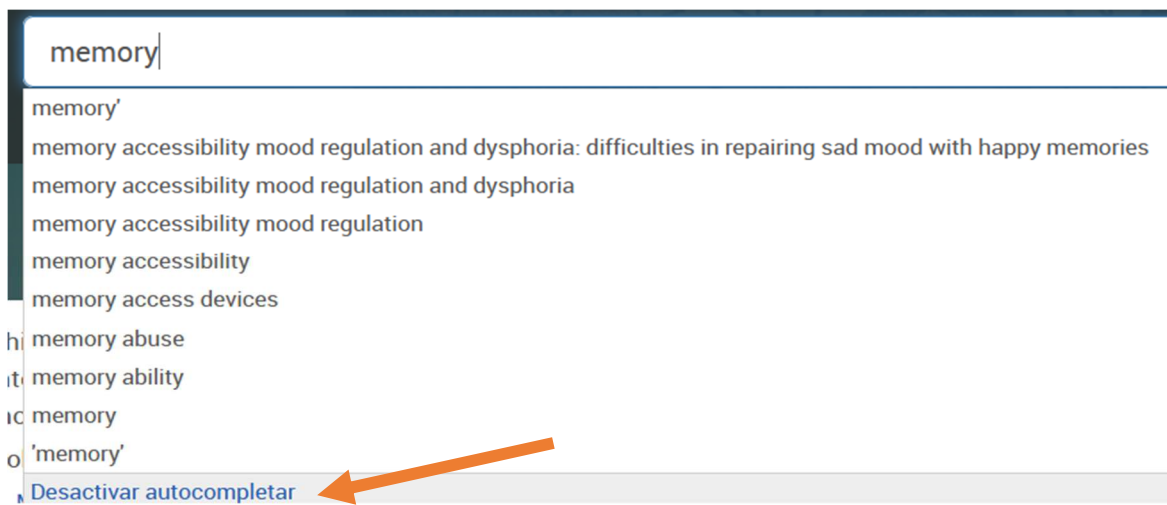 memory
memory'
memory accessibility mood regulation and dysphoria: difficulties in repairing sad mood with happy memories
memory accessibility mood regulation and dysphoria
memory accessibility mood regulation
memory accessibility
memory access devices
memory abuse
memory ability
memory
'memory'
Desactivar autocompletar